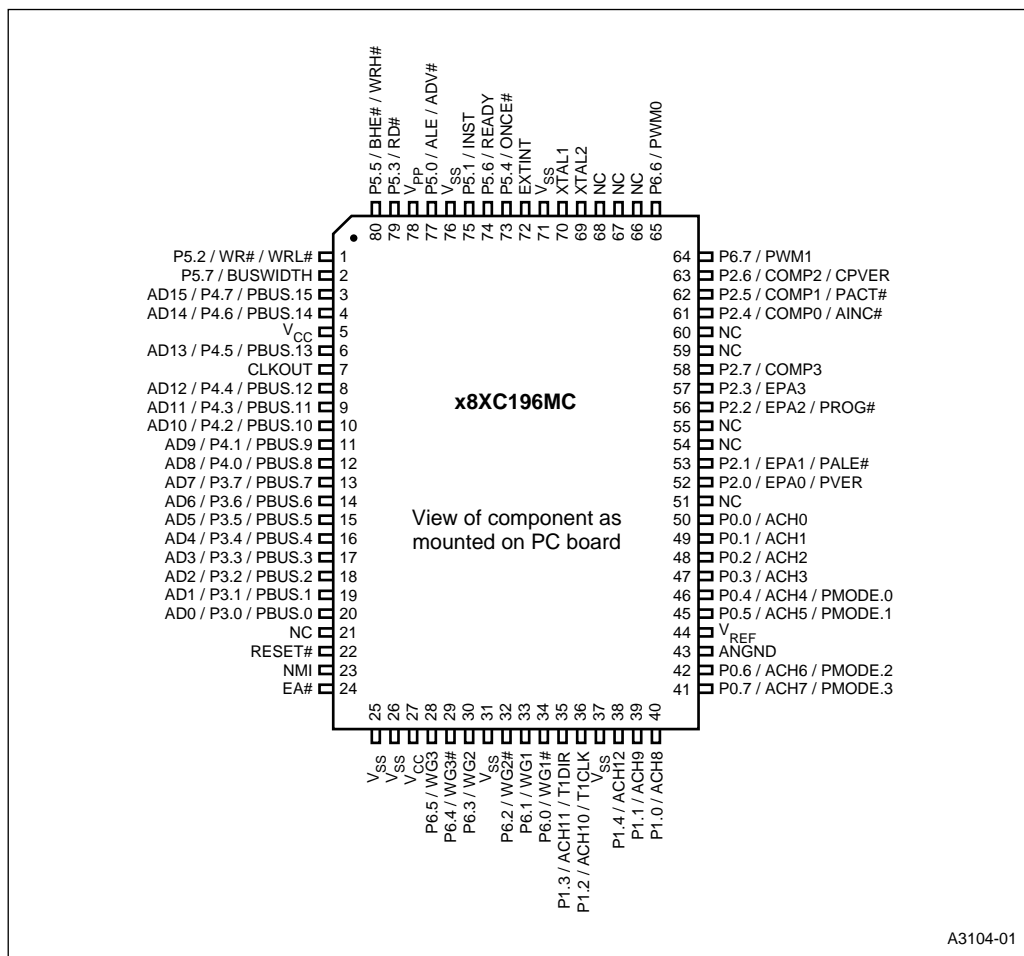 P5.5 / BHE# / WRH#
P5.3 / RD#
VPP
P5.0 / ALE / ADV#
VSS
P5.1 / INST
P5.6 / READY
P5.4 / ONCE#
EXTINT
VSS
XTAL1
XTAL2
NC
NC
NC
P6.6 / PWM0
80 79 78 77 76 75 74 73 72 71 70 69 68 67 66 65
P5.2 / WR# / WRL# 1
P5.7 / BUSWIDTH 2
AD15 / P4.7 / PBUS.15 3
AD14 / P4.6 / PBUS.14 4
VCC 5
AD13 / P4.5 / PBUS.13 6
CLKOUT 7
AD12 / P4.4 / PBUS.12 8
AD11 / P4.3 / PBUS.11 9
AD10 / P4.2 / PBUS.10 10
AD9 / P4.1 / PBUS.9 11
AD8 / P4.0 / PBUS.8 12
AD7 / P3.7 / PBUS.7 13
AD6 / P3.6 / PBUS.6 14
AD5 / P3.5 / PBUS.5 15
AD4 / P3.4 / PBUS.4 16
AD3 / P3.3 / PBUS.3 17
AD2 / P3.2 / PBUS.2 18
AD1 / P3.1 / PBUS.1 19
AD0 / P3.0 / PBUS.0 20
NC 21
RESET# 22
NMI 23
EA# 24
x8XC196MC
View of component as
mounted on PC board
64 P6.7 / PWM1
63 P2.6 / COMP2 / CPVER
62 P2.5 / COMP1 / PACT#
61 P2.4 / COMP0 / AINC#
60 NC
59 NC
58 P2.7 / COMP3
57 P2.3 / EPA3
56 P2.2 / EPA2 / PROG#
55 NC
54 NC
53 P2.1 / EPA1 / PALE#
52 P2.0 / EPA0 / PVER
51 NC
50 P0.0 / ACH0
49 P0.1 / ACH1
48 P0.2 / ACH2
47 P0.3 / ACH3
46 P0.4 / ACH4 / PMODE.0
45 P0.5 / ACH5 / PMODE.1
44 VREF
43 ANGND
42 P0.6 / ACH6 / PMODE.2
41 P0.7 / ACH7 / PMODE.3
25 26 27 28 29 30 31 32 33 34 35 36 37 38 39 40
VSS
VSS
VCC
P6.5 / WG3
P6.4 / WG3#
P6.3 / WG2
VSS
P6.2 / WG2#
P6.1 / WG1
P6.0 / WG1#
P1.3 / ACH11 / T1DIR
P1.2 / ACH10 / T1CLK
VSS
P1.4 / ACH12
P1.1 / ACH9
P1.0 / ACH8
A3104-01